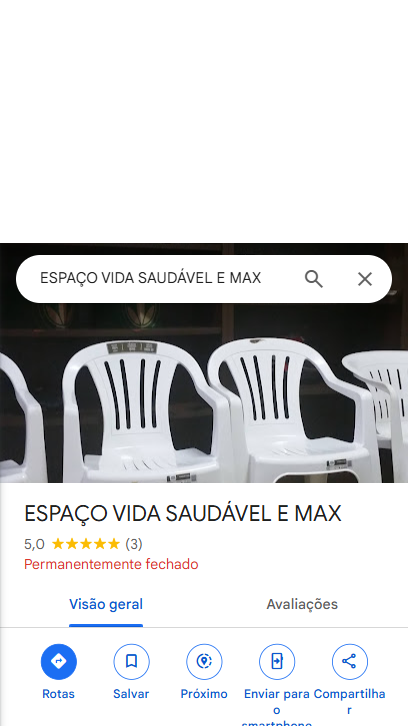 ESPAÇO VIDA SAUDÁVEL E MAX
ESPAÇO VIDA SAUDÁVEL E MAX
5,0 (3)
Permanentemente fechado
Visão geral
Avaliações
Rotas
Salvar
Próximo
Enviar para o smartphone
Compartilhar